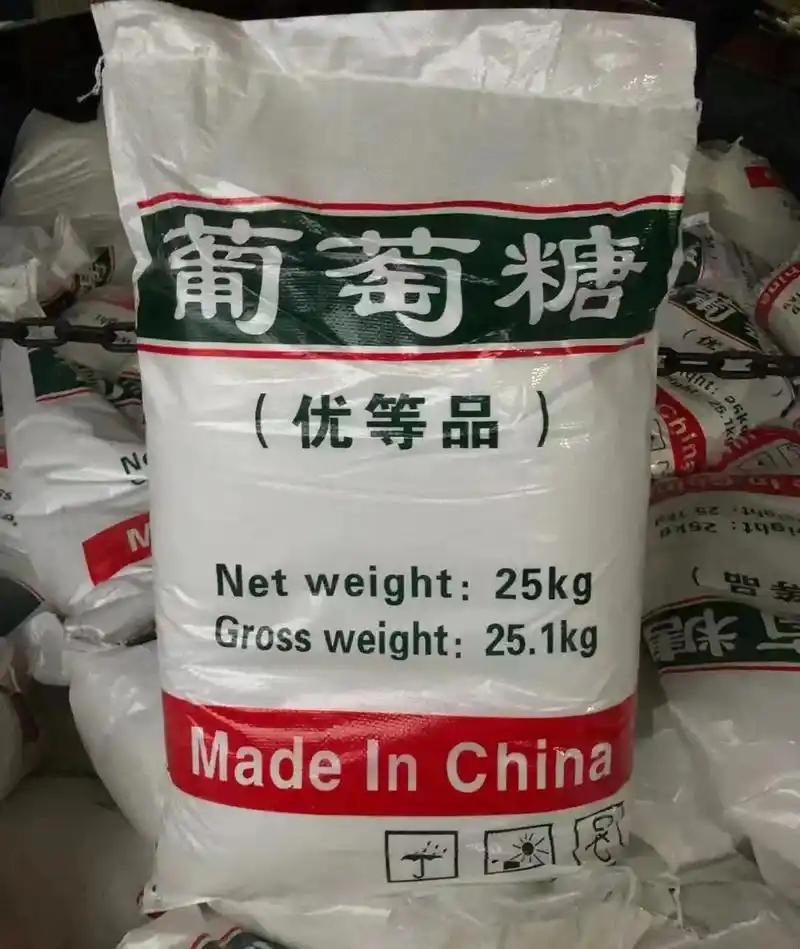 葡萄糖
（优等品）
Net weight: 25kg
Gross weight: 25.1kg
Made In China